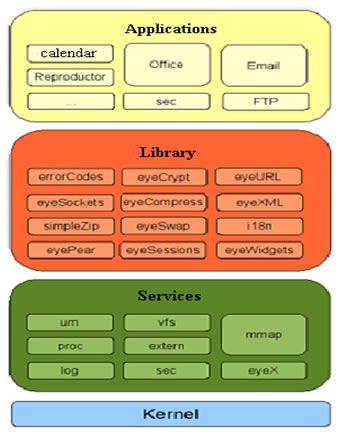 Applications
calendar Office Email
Reproductor
... sec FTP
Library
errorCodes eyeCrypt eyeURL
eyeSockets eyeCompress eyeXML
simpleZip eyeSwap i18n
eyePear eyeSessions eyeWidgets
Services
um vfs mmap
proc extern
log sec eyeX
Kernel